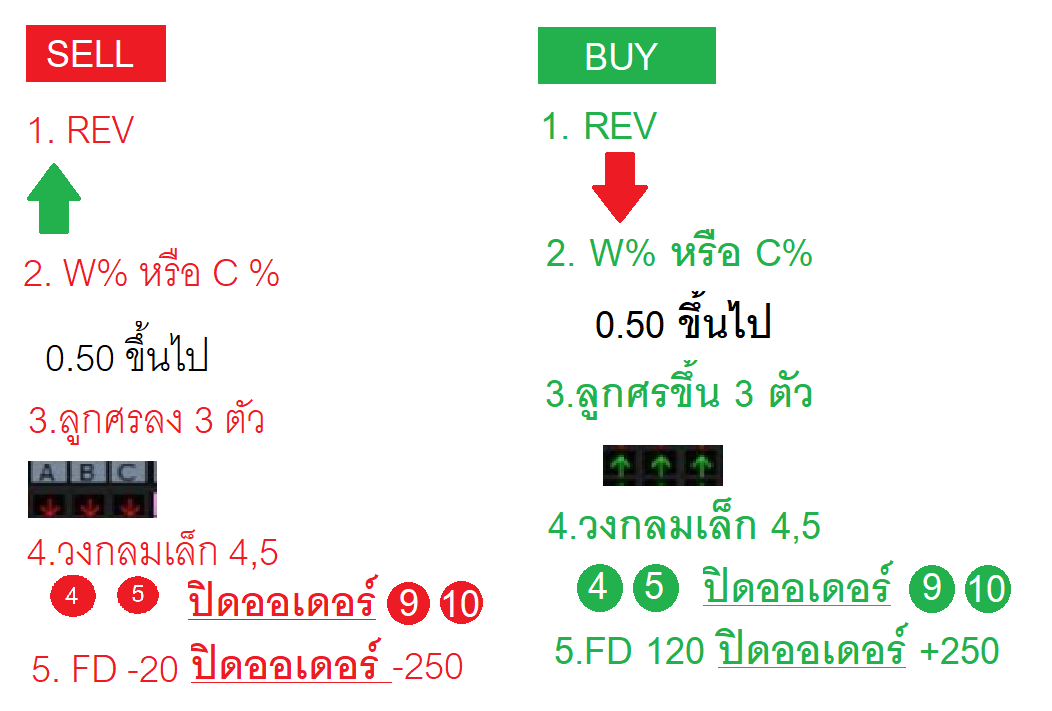 SELL
1. REV
2. W% หรือ C %
0.50 ขึ้นไป
3.ลูกศรลง 3 ตัว
A B C
4.วงกลมเล็ก 4,5
4 5 ปิดออเดอร์ 9 10
5. FD -20 ปิดออเดอร์ -250
BUY
1. REV
2. W% หรือ C%
0.50 ขึ้นไป
3.ลูกศรขึ้น 3 ตัว
4.วงกลมเล็ก 4,5
4 5 ปิดออเดอร์ 9 10
5.FD 120 ปิดออเดอร์ +250